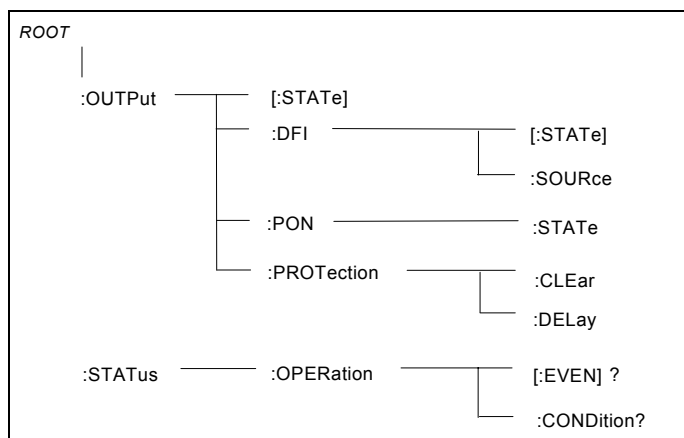 ROOT
:OUTPut [:STATe]
:DFI [:STATe]
:SOURce
:PON :STATe
:PROTection :CLEar
:DELay
:STATus :OPERation [:EVEN] ?
:CONDition?